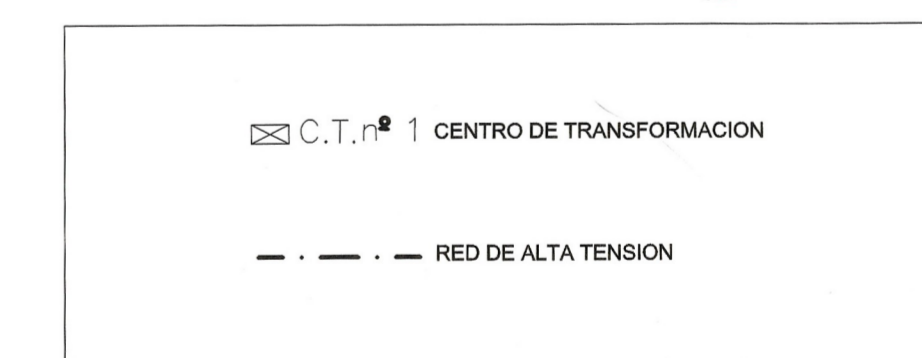 C.T.nº 1 CENTRO DE TRANSFORMACION
RED DE ALTA TENSION